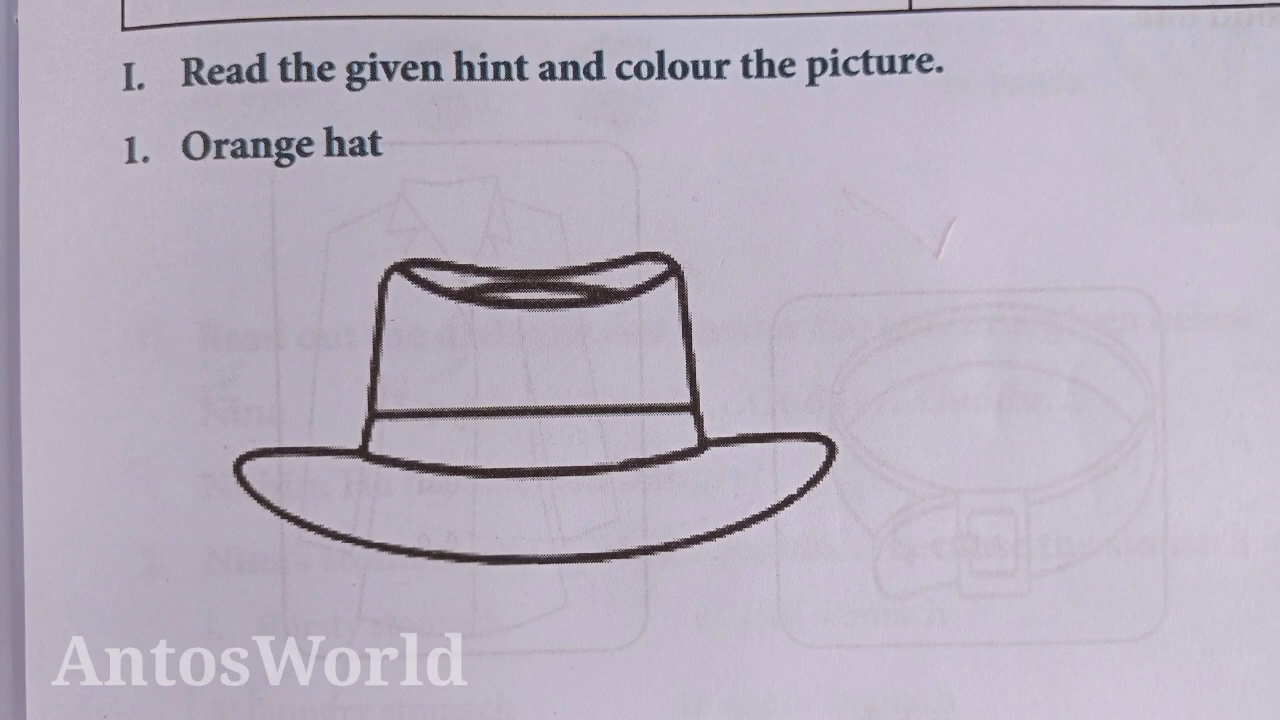 I. Read the given hint and colour the picture.
1. Orange hat
AntosWorld